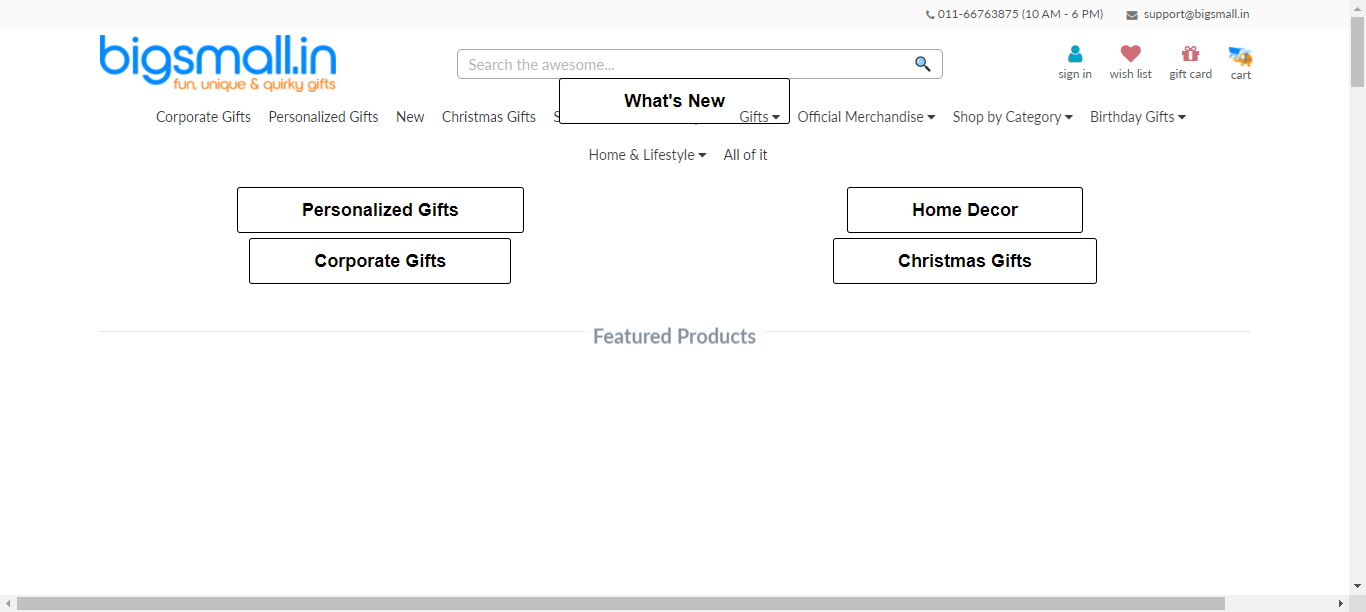 011-66763875 (10 AM - 6 PM) support@bigsmall.in
bigsmall.in
fun, unique & quirky gifts
Search the awesome...
sign in wish list gift card cart
What's New
Corporate Gifts Personalized Gifts New Christmas Gifts Gifts Official Merchandise Shop by Category Birthday Gifts
Home & Lifestyle All of it
Personalized Gifts Home Decor
Corporate Gifts Christmas Gifts
Featured Products